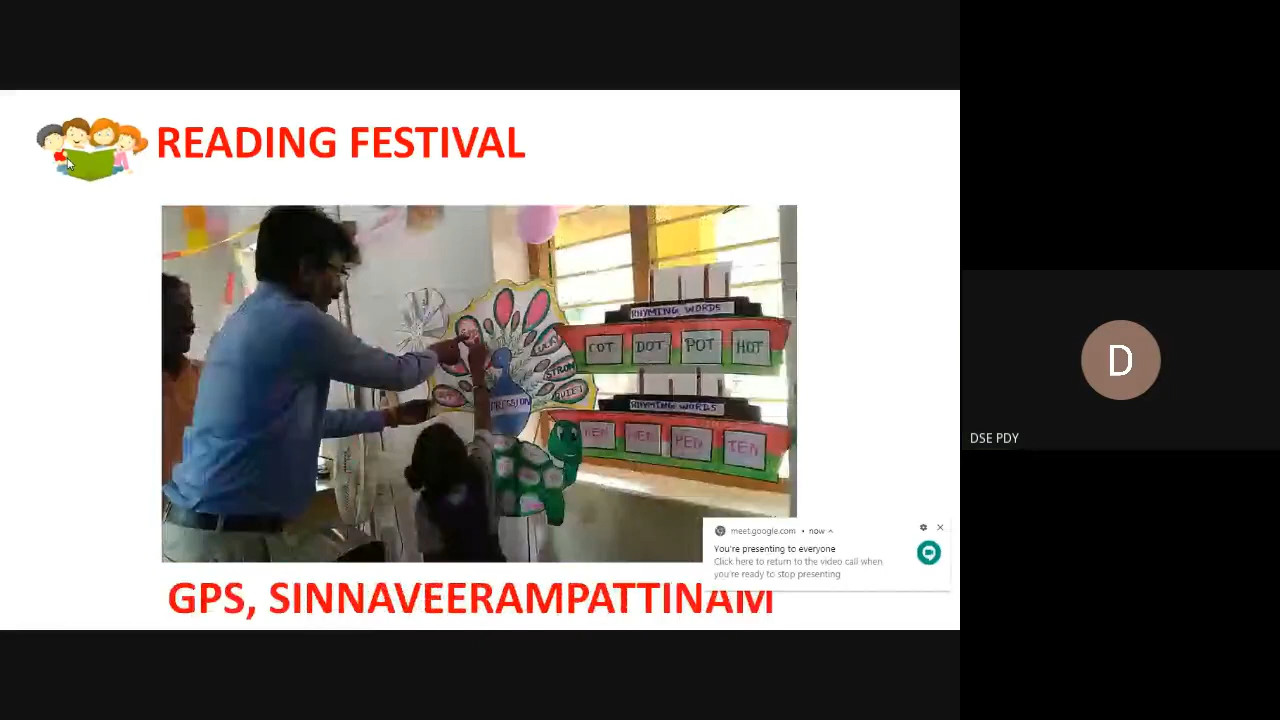 READING FESTIVAL
RHYMING WORDS
COT DOT POT HOT
RHYMING WORDS
PEN TEN
STRONG
QUIET
GPS, SINNAVEERAMPATTINAM
meet.google.com • now
You're presenting to everyone
Click here to return to the video call when
you're ready to stop presenting
D
DSE PDY